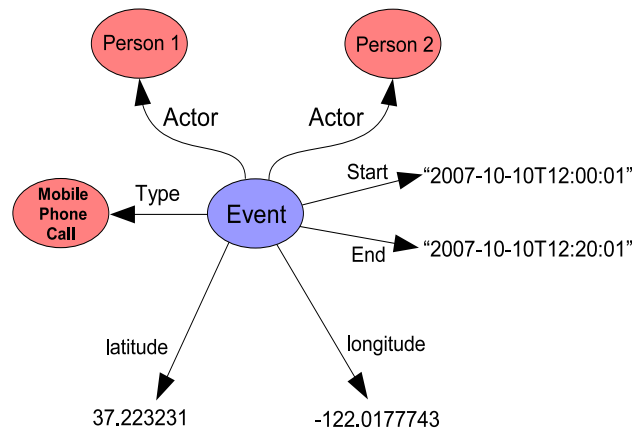 Person 1
Person 2
Actor
Actor
Start
“2007-10-10T12:00:01”
Mobile
Phone
Call
Type
Event
End
“2007-10-10T12:20:01”
latitude
longitude
37.223231
-122.0177743